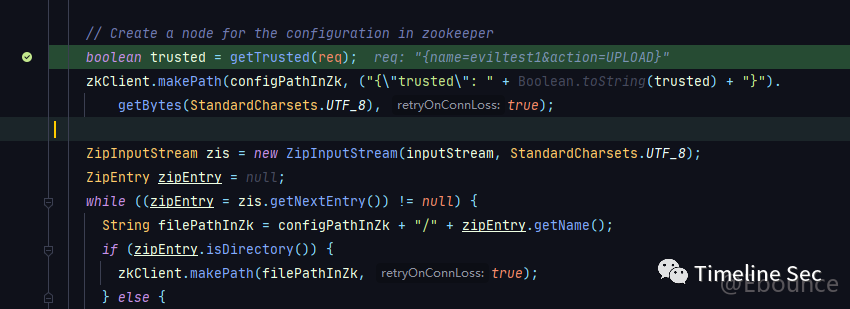 // Create a node for the configuration in zookeeper
boolean trusted = getTrusted(req); req: "{name=eviltest1&action=UPLOAD}"
zkClient.makePath(configPathInZk, ("{\"trusted\": " + Boolean.toString(trusted) + "}").
getBytes(StandardCharsets.UTF_8), retryOnConnLoss: true);
ZipInputStream zis = new ZipInputStream(inputStream, StandardCharsets.UTF_8);
ZipEntry zipEntry = null;
while ((zipEntry = zis.getNextEntry()) != null) {
String filePathInZk = configPathInZk + "/" + zipEntry.getName();
if (zipEntry.isDirectory()) {
zkClient.makePath(filePathInZk, retryOnConnLoss: true);
} else {
Timeline Sec
@Ebounce